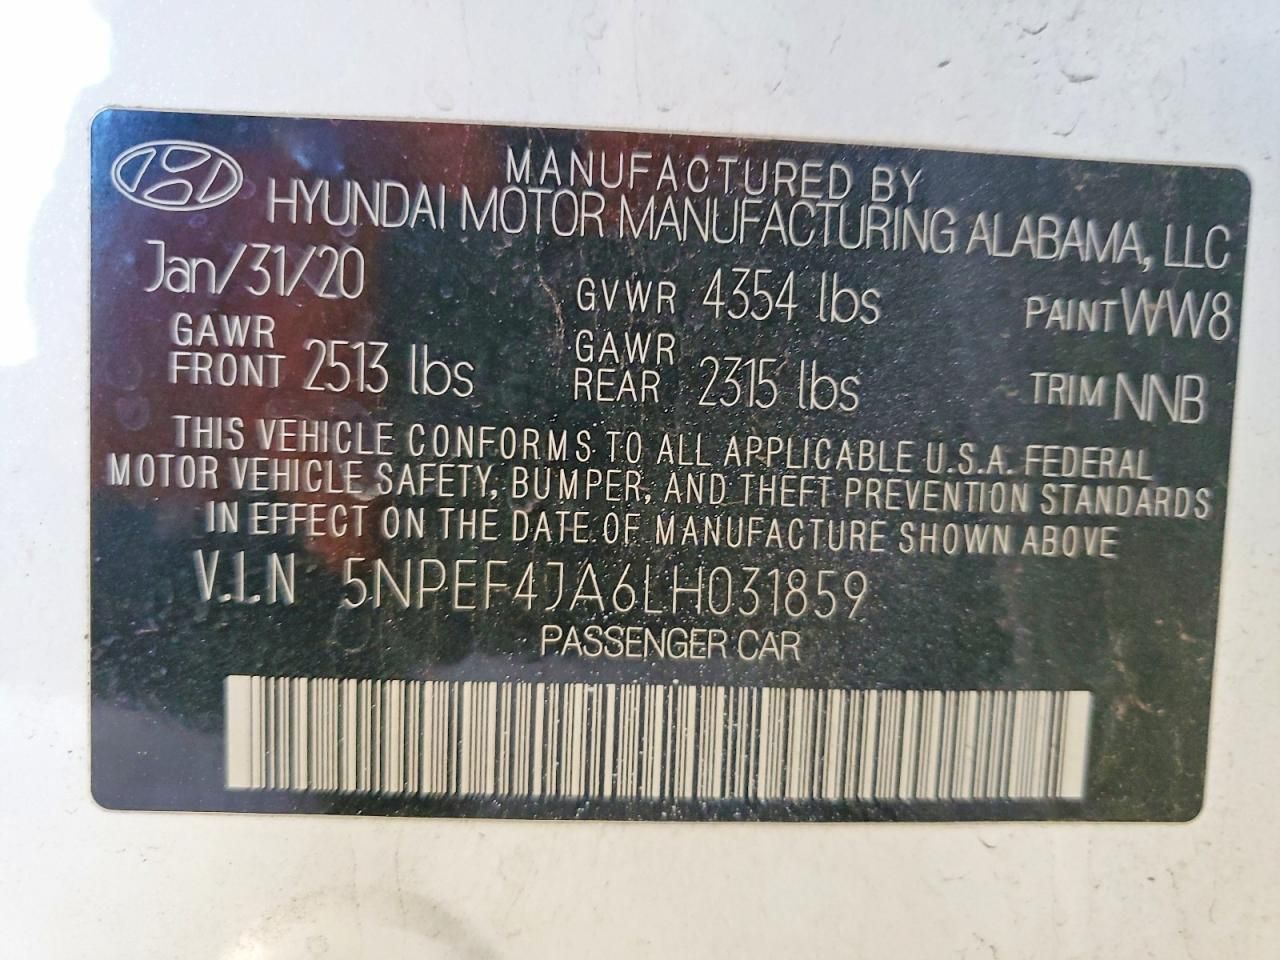 MANUFACTURED BY
HYUNDAI MOTOR MANUFACTURING ALABAMA, LLC
Jan/31/20 GVWR 4354 lbs PAINT WW8
GAWR FRONT 2513 lbs GAWR REAR 2315 lbs TRIM NNB
THIS VEHICLE CONFORMS TO ALL APPLICABLE U.S.A. FEDERAL
MOTOR VEHICLE SAFETY, BUMPER, AND THEFT PREVENTION STANDARDS
IN EFFECT ON THE DATE OF MANUFACTURE SHOWN ABOVE
V.I.N 5NPEF4JA6LH031859
PASSENGER CAR